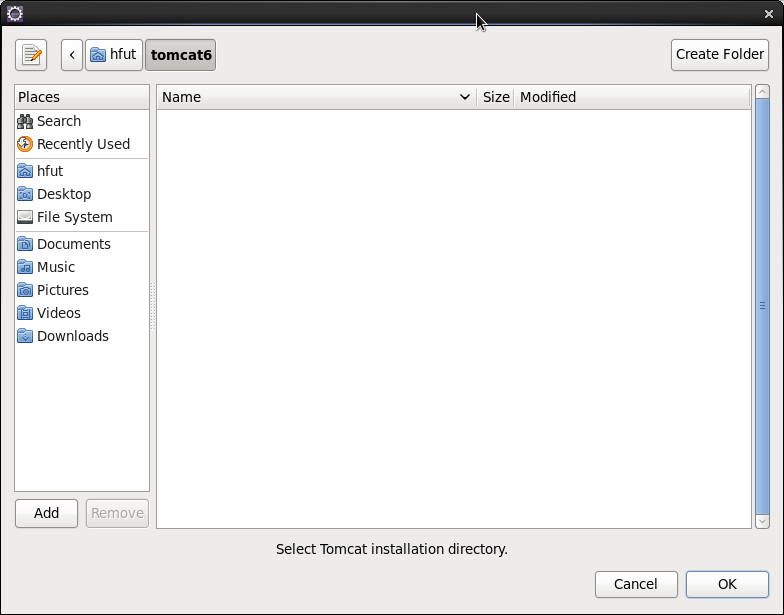 hfut tomcat6 Create Folder
Places
Search
Recently Used
hfut
Desktop
File System
Documents
Music
Pictures
Videos
Downloads
Add Remove
Name Size Modified
Select Tomcat installation directory.
Cancel OK